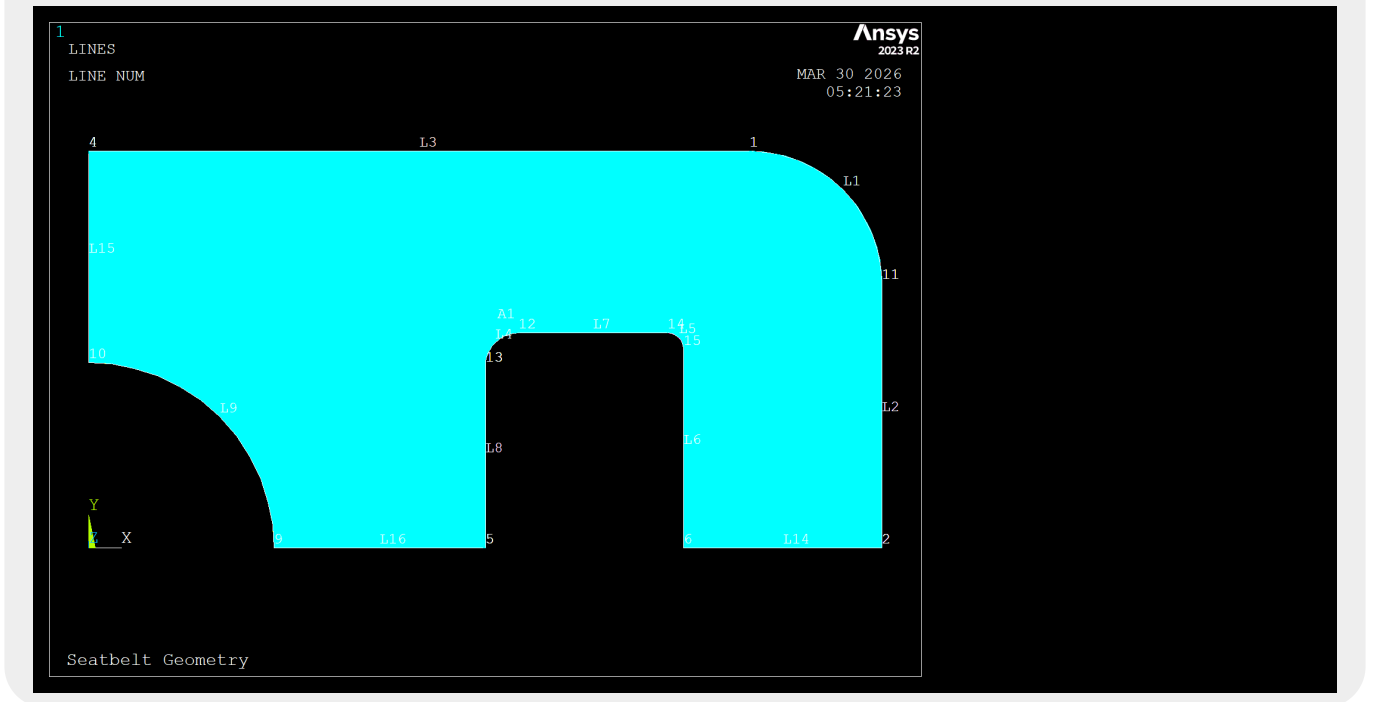 1
Ansys
2023 R2
LINES
LINE NUM
MAR 30 2026
05:21:23
4
L3
1
L1
L15
11
A1
12
L7
14
L5
L4
15
10
13
L9
L2
L6
L8
Y
Z
X
9
L16
5
6
L14
2
Seatbelt Geometry